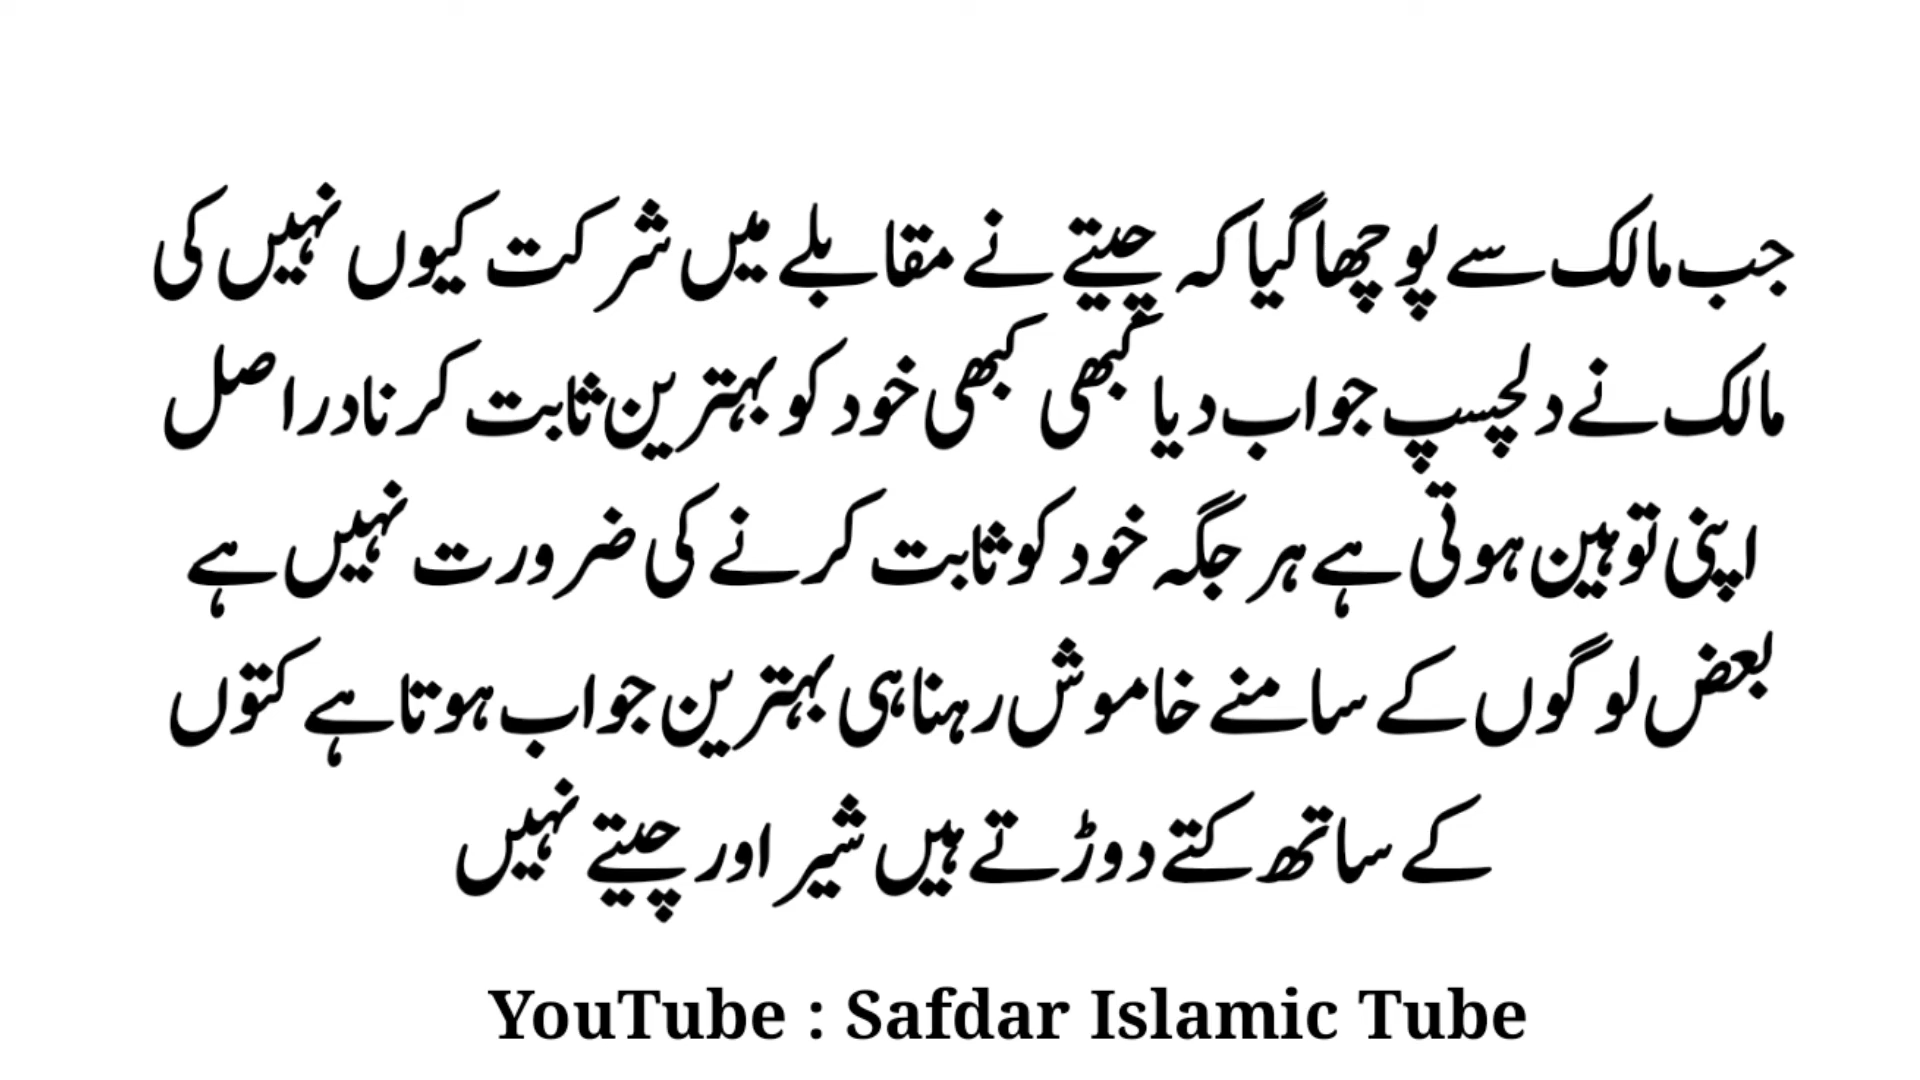 جب مالک سے پوچھا گیا کہ چیتے نے مقابلے میں شرکت کیوں نہیں کی
مالک نے دلچسپ جواب دیا کبھی کبھی خود کو بہترین ثابت کرنا دراصل
اپنی توہین ہوتی ہے ہر جگہ خود کو ثابت کرنے کی ضرورت نہیں ہے
بعض لوگوں کے سامنے خاموش رہنا ہی بہترین جواب ہوتا ہے کتوں
کے ساتھ کتے دوڑتے ہیں شیر اور چیتے نہیں
YouTube : Safdar Islamic Tube